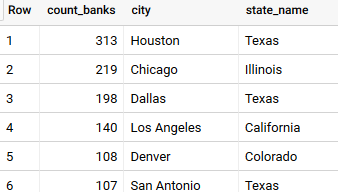 Row count_banks city state_name
1 313 Houston Texas
2 219 Chicago Illinois
3 198 Dallas Texas
4 140 Los Angeles California
5 108 Denver Colorado
6 107 San Antonio Texas